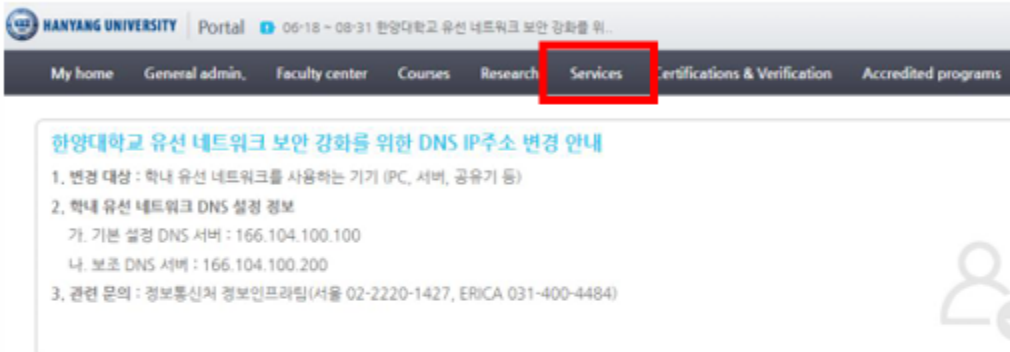 HANYANG UNIVERSITY Portal 06-18 ~ 08-31 한양대학교 유선 네트워크 보안 강화를 위..
My home General admin, Faculty center Courses Research Services Certifications & Verification Accredited programs
한양대학교 유선 네트워크 보안 강화를 위한 DNS IP주소 변경 안내
1. 변경 대상 : 학내 유선 네트워크를 사용하는 기기 (PC, 서버, 공유기 등)
2. 학내 유선 네트워크 DNS 설정 정보
가. 기본 설정 DNS 서버 : 166.104.100.100
나. 보조 DNS 서버 : 166.104.100.200
3. 관련 문의 : 정보통신처 정보인프라팀(서울 02-2220-1427, ERICA 031-400-4484)